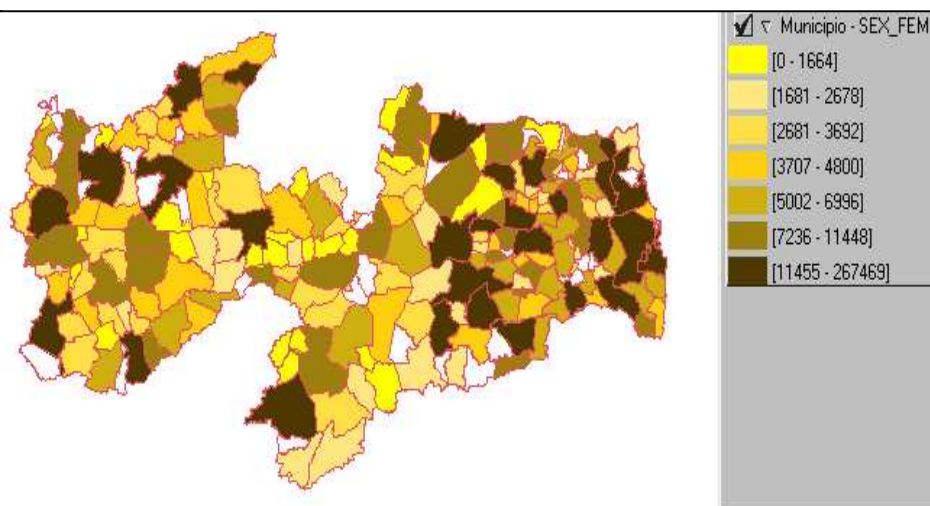 Municipio - SEX_FEM
[0 - 1664]
[1681 - 2678]
[2681 - 3692]
[3707 - 4800]
[5002 - 6996]
[7236 - 11448]
[11455 - 267469]